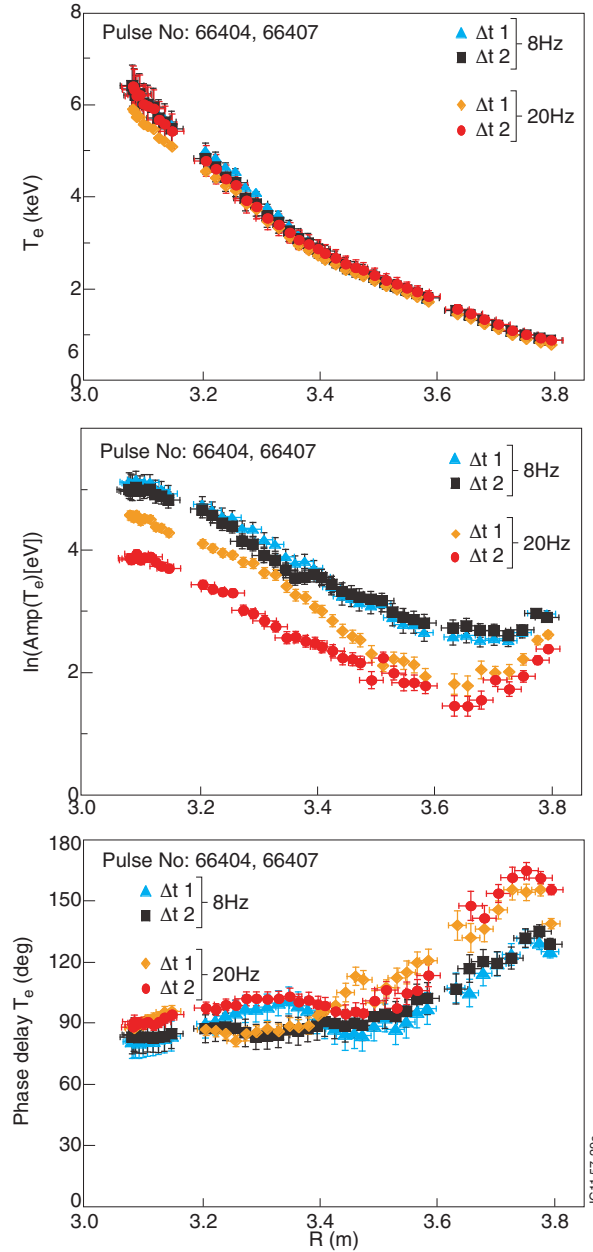 Pulse No: 66404, 66407
Δt 1
Δt 2
8Hz
Δt 1
Δt 2
20Hz
8
6
4
2
6
0
Te (keV)
3.0 3.2 3.4 3.6 3.8
Pulse No: 66404, 66407
Δt 1
Δt 2
8Hz
Δt 1
Δt 2
20Hz
4
2
0
ln(Amp(Te)[eV])
3.0 3.2 3.4 3.6 3.8
Pulse No: 66404, 66407
Δt 1
Δt 2
8Hz
Δt 1
Δt 2
20Hz
180
150
120
90
60
30
0
Phase delay Te (deg)
3.0 3.2 3.4 3.6 3.8
R (m)